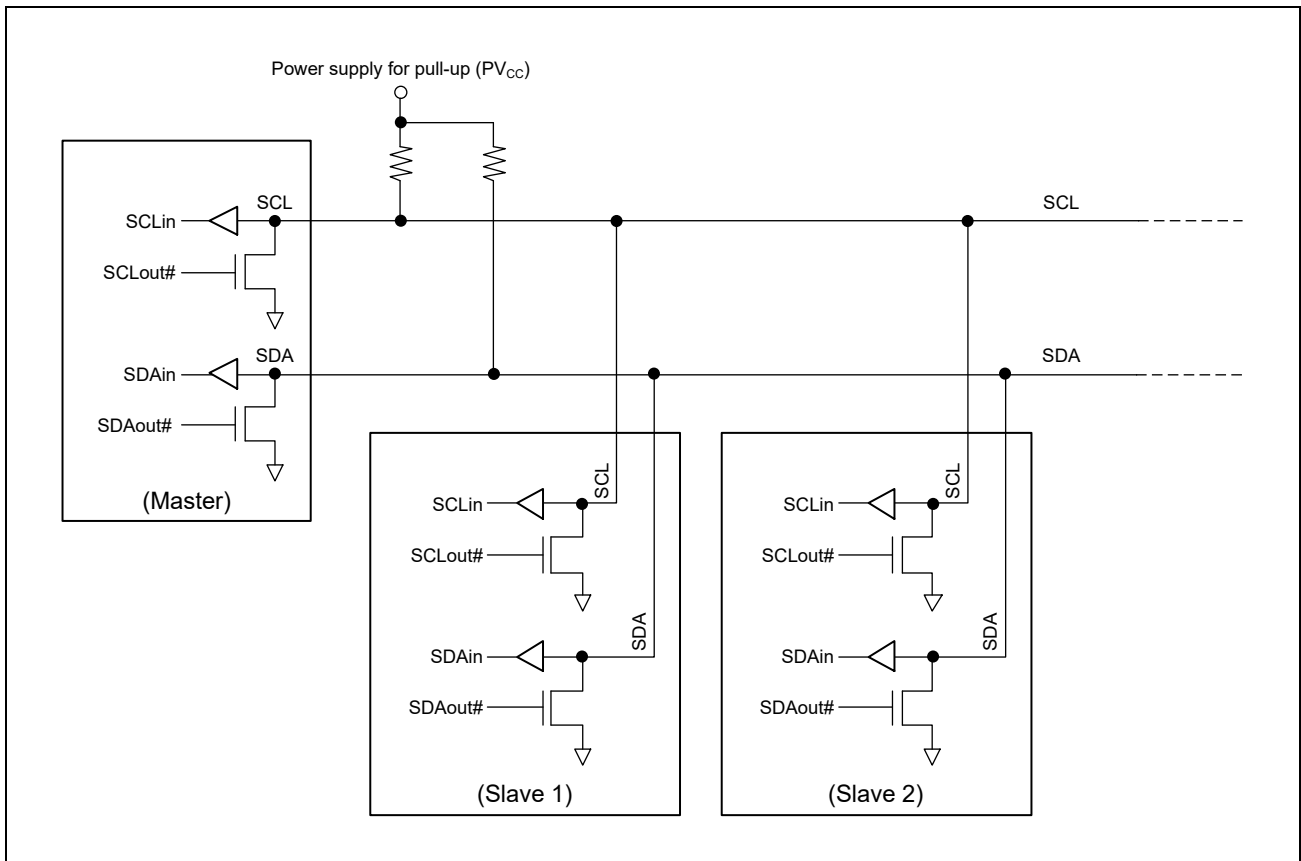 Power supply for pull-up (PVCC)
SCL
SCL
SCLin
SCLout#
SDA
SDA
SDAin
SDAout#
(Master)
SCL
SCLin
SCLout#
SDA
SDAin
SDAout#
(Slave 1)
SCL
SCLin
SCLout#
SDA
SDAin
SDAout#
(Slave 2)